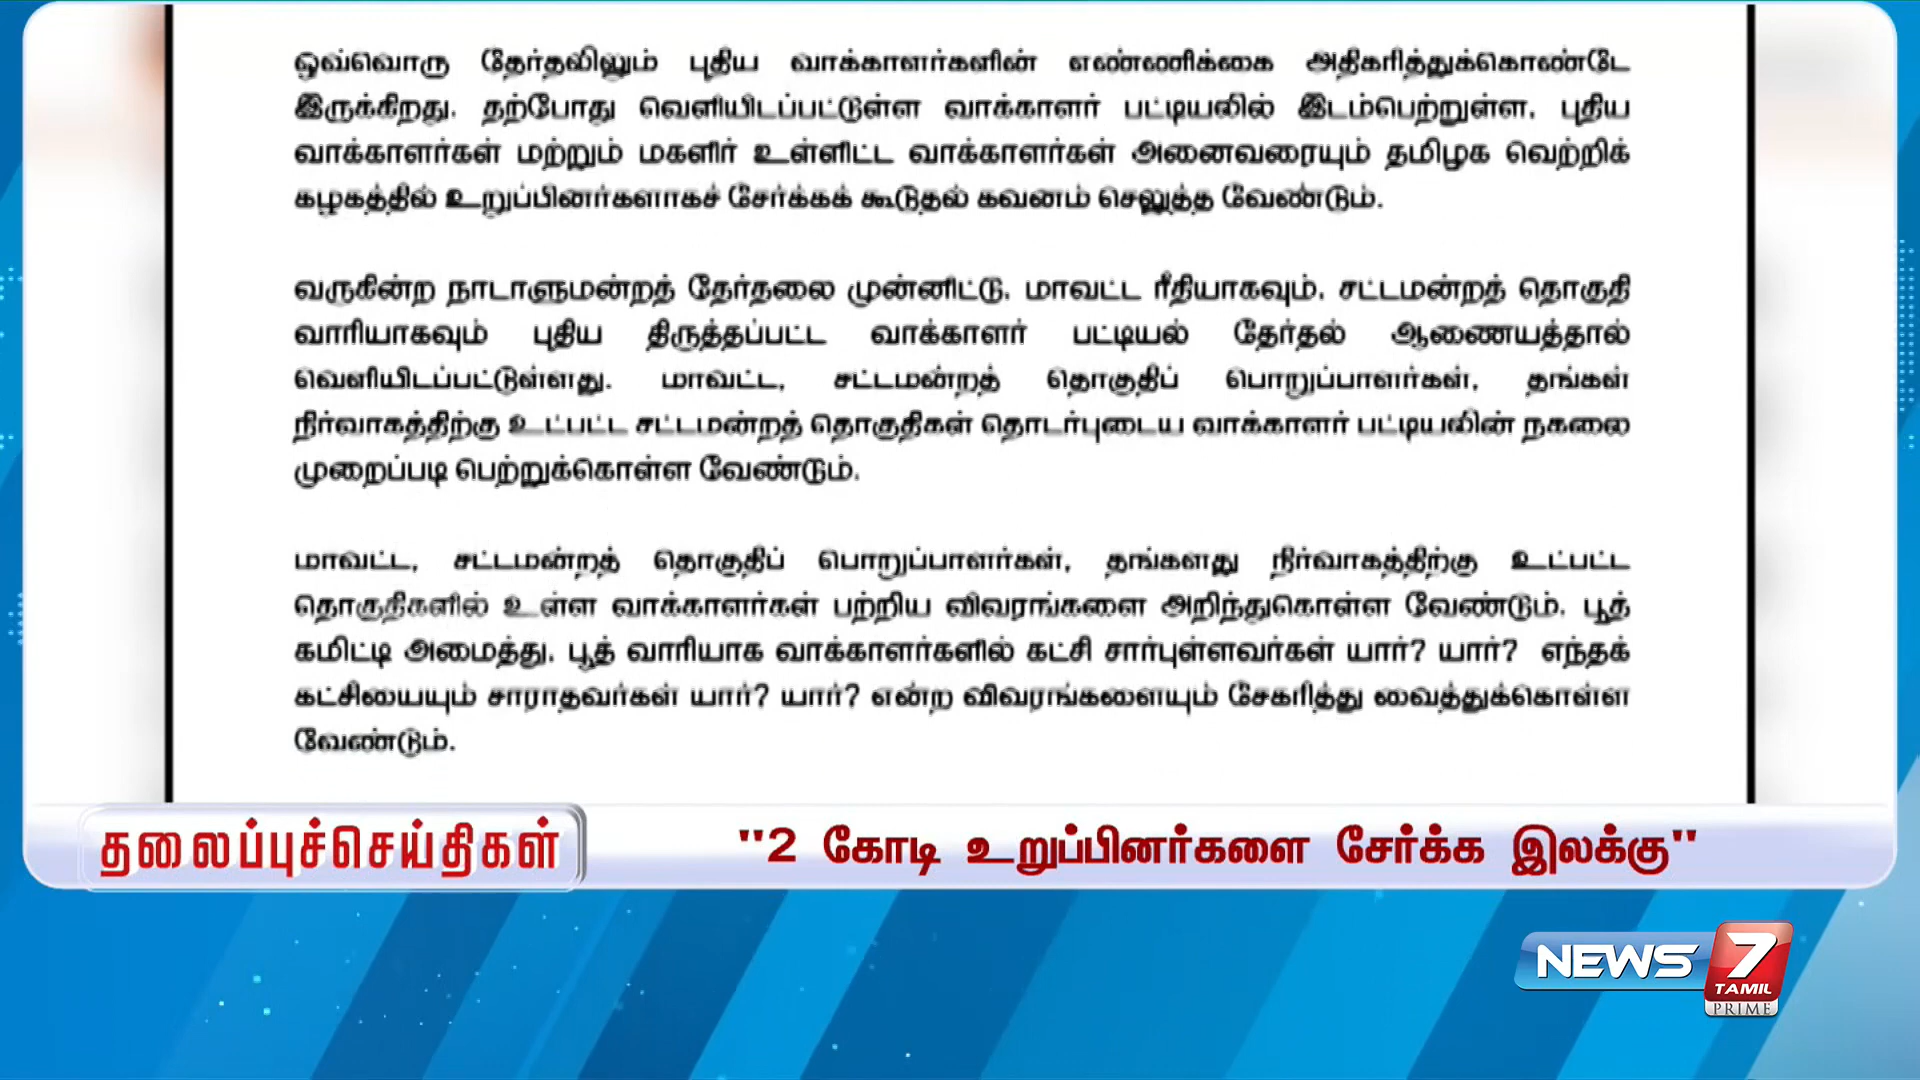 ஒவ்வொரு தேர்தலிலும் புதிய வாக்காளர்களின் எண்ணிக்கை அதிகரித்துக்கொண்டே
இருக்கிறது. தற்போது வெளியிடப்பட்டுள்ள வாக்காளர் பட்டியலில் இடம்பெற்றுள்ள, புதிய
வாக்காளர்கள் மற்றும் மகளிர் உள்ளிட்ட வாக்காளர்கள் அனைவரையும் தமிழக வெற்றிக்
கழகத்தில் உறுப்பினர்களாகச் சேர்க்கக் கூடுதல் கவனம் செலுத்த வேண்டும்.
வருகின்ற நாடாளுமன்றத் தேர்தலை முன்னிட்டு, மாவட்ட ரீதியாகவும், சட்டமன்றத் தொகுதி
வாரியாகவும் புதிய திருத்தப்பட்ட வாக்காளர் பட்டியல் தேர்தல் ஆணையத்தால்
வெளியிடப்பட்டுள்ளது. மாவட்ட, சட்டமன்றத் தொகுதிப் பொறுப்பாளர்கள், தங்கள்
நிர்வாகத்திற்கு உட்பட்ட சட்டமன்றத் தொகுதிகள் தொடர்புடைய வாக்காளர் பட்டியலின் நகலை
முறைப்படி பெற்றுக்கொள்ள வேண்டும்.
மாவட்ட, சட்டமன்றத் தொகுதிப் பொறுப்பாளர்கள், தங்களது நிர்வாகத்திற்கு உட்பட்ட
தொகுதிகளில் உள்ள வாக்காளர்கள் பற்றிய விவரங்களை அறிந்துகொள்ள வேண்டும். பூத்
கமிட்டி அமைத்து, பூத் வாரியாக வாக்காளர்களில் கட்சி சார்புள்ளவர்கள் யார்? யார்? எந்தக்
கட்சியையும் சாராதவர்கள் யார்? யார்? என்ற விவரங்களையும் சேகரித்து வைத்துக்கொள்ள
வேண்டும்.
தலைப்புச்செய்திகள்
"2 கோடி உறுப்பினர்களை சேர்க்க இலக்கு"
NEWS 7
TAMIL
PRIME